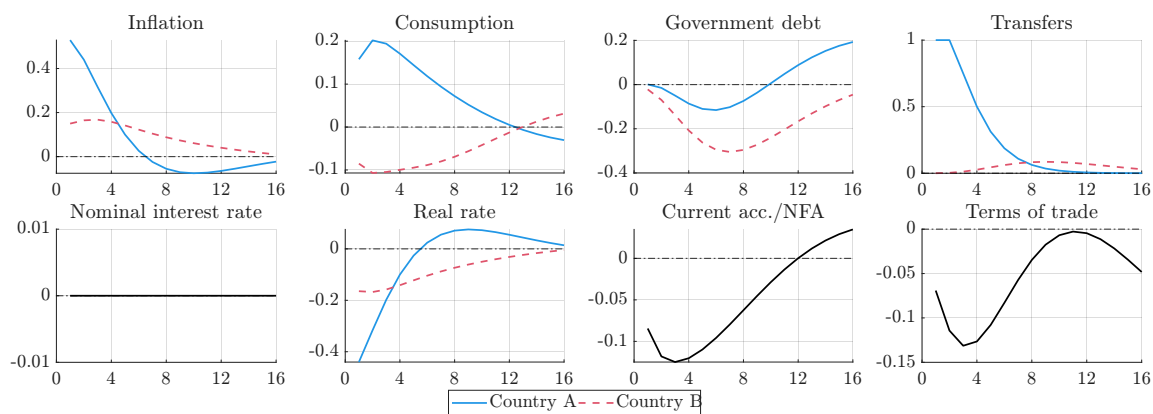 Inflation
Consumption
Government debt
Transfers
0.4
0.2
0
0 4 8 12 16
0.2
0.1
0
-0.1
0 4 8 12 16
0.2
0
-0.2
-0.4
0 4 8 12 16
1
0.5
0
0 4 8 12 16
Nominal interest rate
Real rate
Current acc./NFA
Terms of trade
0.01
0
-0.01
0 4 8 12 16
0
-0.2
-0.4
0 4 8 12 16
0
-0.05
-0.1
0 4 8 12 16
0
-0.05
-0.1
-0.15
0 4 8 12 16
Country A
Country B